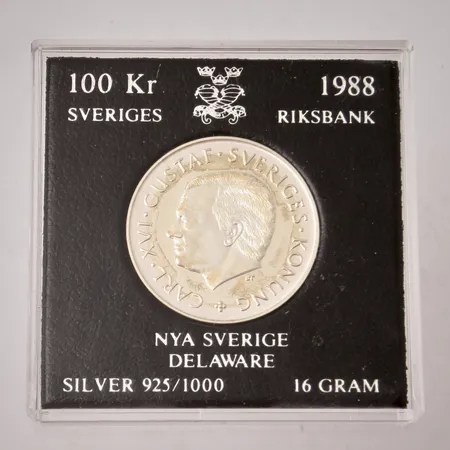 100 Kr 1988
SVERIGES RIKSBANK
CARL·XVI·GUSTAF·SVERIGES·KONUNG
NYA SVERIGE
DELAWARE
SILVER 925/1000 16 GRAM